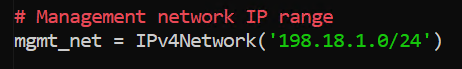 # Management network IP range
mgmt_net = IPv4Network('198.18.1.0/24')